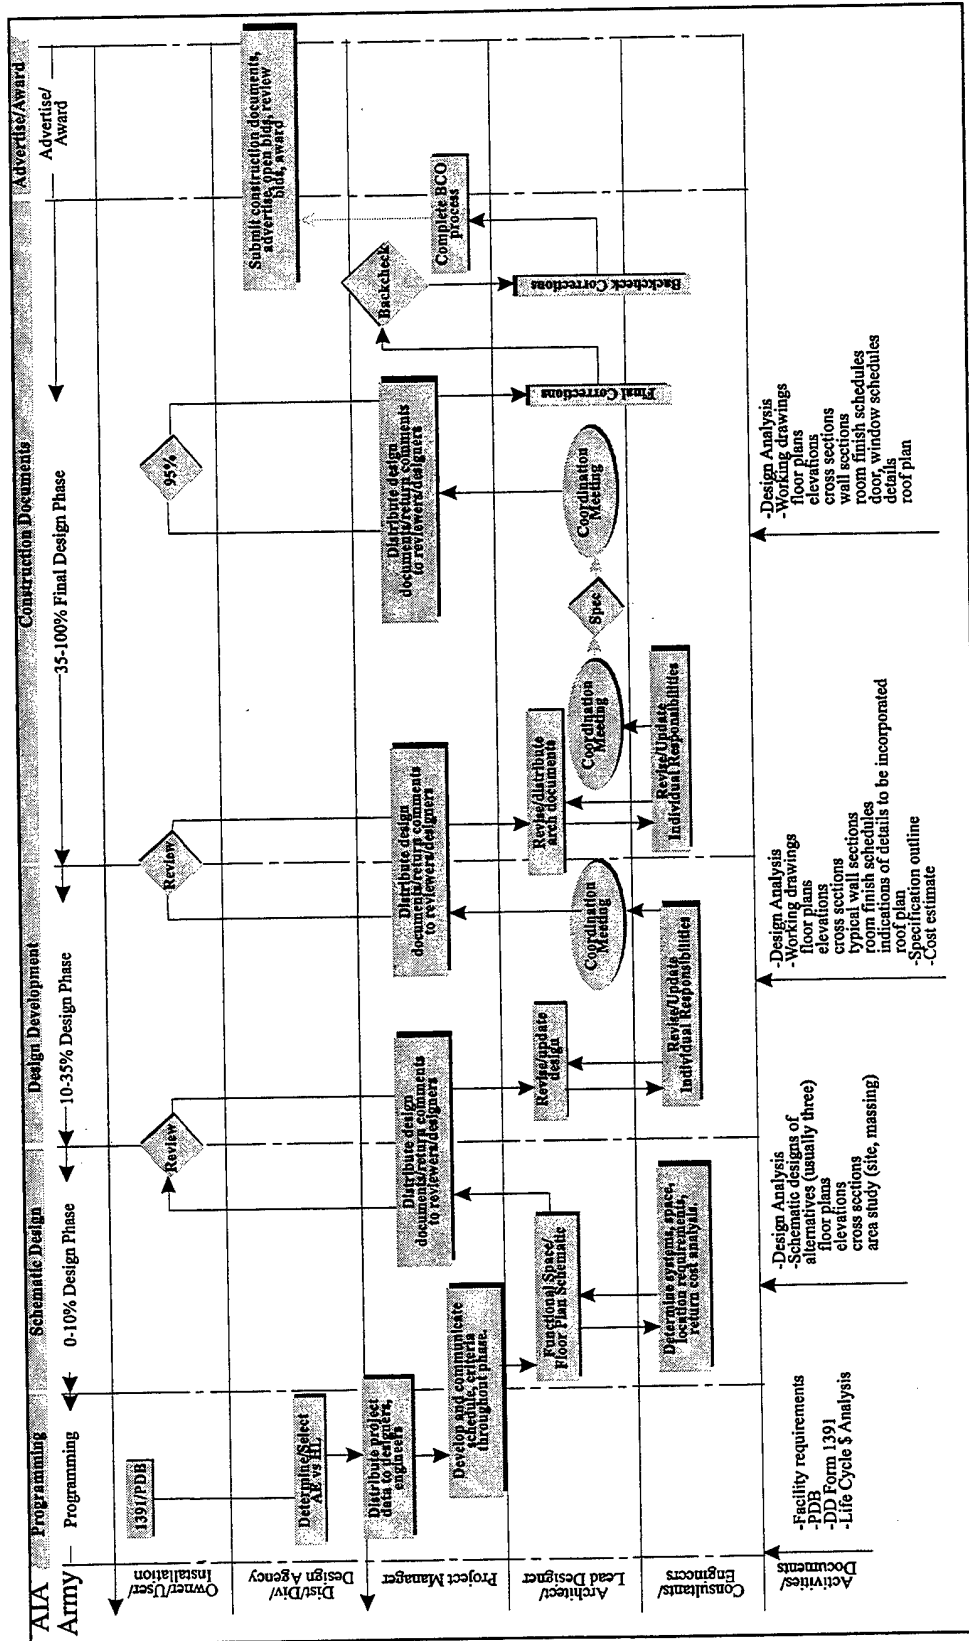 AIA
Programming
Schematic Design
Design Development
Construction Documents
Advertise/Award
Army
Programming
0-10% Design Phase
10-35% Design Phase
35-100% Final Design Phase
Advertise/
Award
Owner/User/
Installation
1391/PDB
Review
Review
95%
Dist/Div/
Design Agency
Determine/Select
AE vs HL
Submit construction documents,
advertise, open bids, review
bids, award
Project Manager
Distribute project
data to designers,
engineers
Develop and communicate
schedule, criteria
throughout phase.
Distribute design
documents/return comments
to reviewers/designers
Distribute design
documents/return comments
to reviewers/designers
Distribute design
documents/return comments
to reviewers/designers
Backcheck
Complete BCO
process
Architect/
Lead Designer
Functional Space/
Floor Plan Schematic
Revise/update
design
Coordination
Meeting
Revise/distribute
arch documents
Coordination
Meeting
Spec
Coordination
Meeting
Final Corrections
Backcheck Corrections
Consultants/
Engineers
Determine systems, space,
location requirements,
return cost analysis.
Revise/Update
Individual Responsibilities
Revise/Update
Individual Responsibilities
Activities/
Documents
-Facility requirements
-PDB
-DD Form 1391
-Life Cycle $ Analysis
-Design Analysis
-Schematic designs of
alternatives (usually three)
floor plans
elevations
cross sections
area study (site, massing)
-Design Analysis
-Working drawings
floor plans
elevations
cross sections
typical wall sections
room finish schedules
indications of details to be incorporated
roof plan
-Specification outline
-Cost estimate
-Design Analysis
-Working drawings
floor plans
elevations
cross sections
wall sections
room finish schedules
door, window schedules
details
roof plan